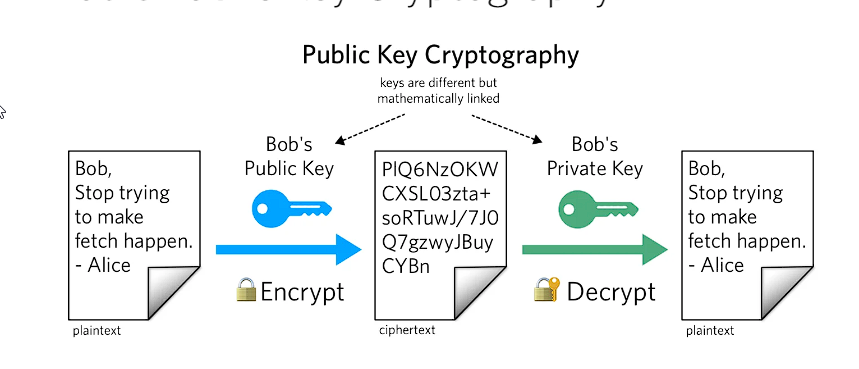 Public Key Cryptography
keys are different but
mathematically linked
Bob's
Public Key
Bob's
Private Key
Bob,
Stop trying
to make
fetch happen.
- Alice
plaintext
Encrypt
PlQ6NzOKW
CXSL03zta+
soRTuwJ/7J0
Q7gzwyJBuy
CYBn
ciphertext
Decrypt
Bob,
Stop trying
to make
fetch happen.
- Alice
plaintext